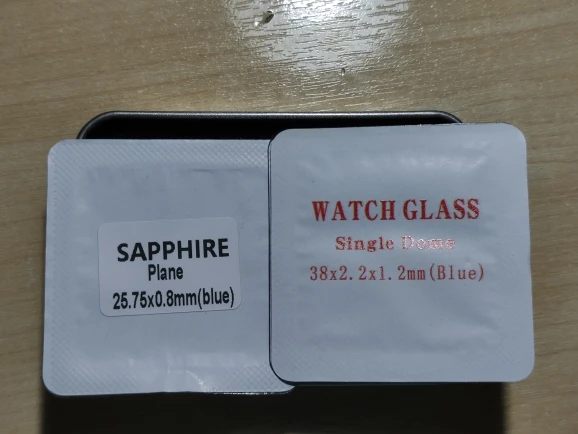 SAPPHIRE
Plane
25.75x0.8mm(blue)
WATCH GLASS
Single Dome
38x2.2x1.2mm(Blue)